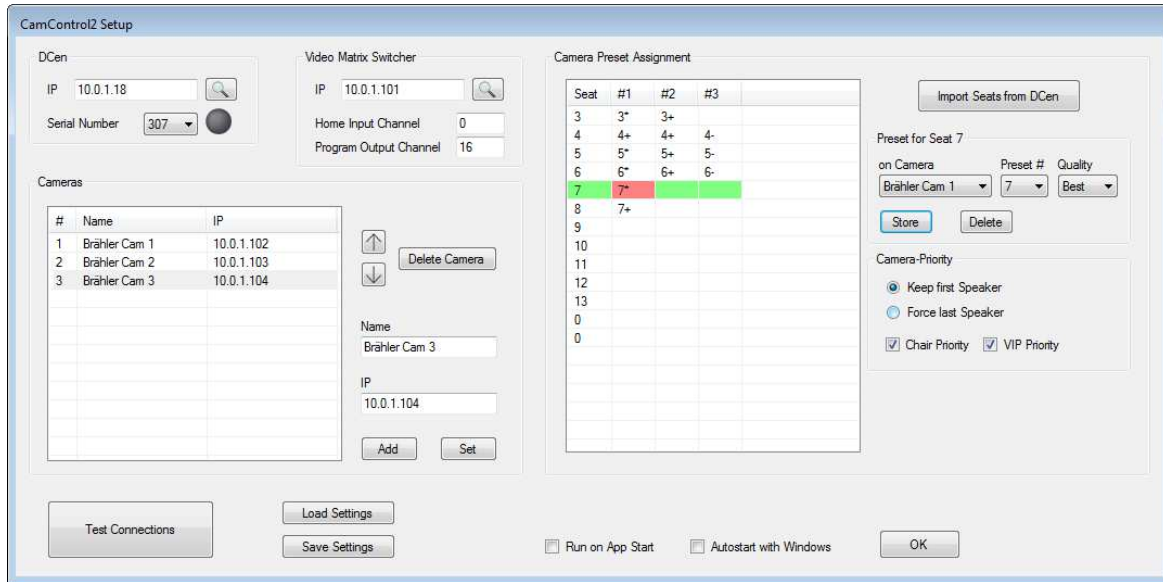 CamControl2 Setup
DCen
IP 10.0.1.18
Serial Number 307
Video Matrix Switcher
IP 10.0.1.101
Home Input Channel 0
Program Output Channel 16
Cameras
# Name IP
1 Brähler Cam 1 10.0.1.102
2 Brähler Cam 2 10.0.1.103
3 Brähler Cam 3 10.0.1.104
Delete Camera
Name
Brähler Cam 3
IP
10.0.1.104
Add Set
Camera Preset Assignment
Seat #1 #2 #3
3 3* 3+
4 4+ 4+ 4-
5 5* 5+ 5-
6 6* 6+ 6-
7 7*
8 7+
9
10
11
12
13
0
0
Import Seats from DCen
Preset for Seat 7
on Camera Preset # Quality
Brähler Cam 1 7 Best
Store Delete
Camera-Priority
Keep first Speaker
Force last Speaker
Chair Priority VIP Priority
Test Connections
Load Settings
Save Settings
Run on App Start Autostart with Windows OK